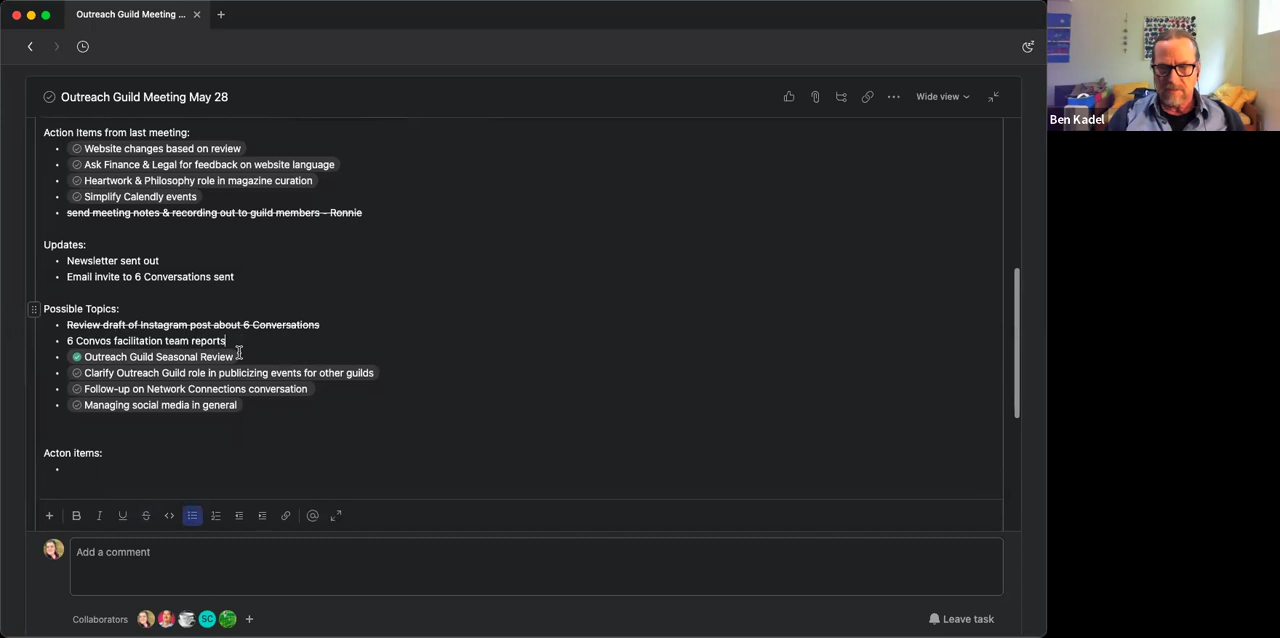 Outreach Guild Meeting ...
Outreach Guild Meeting May 28
Wide view
Action Items from last meeting:
Website changes based on review
Ask Finance & Legal for feedback on website language
Heartwork & Philosophy role in magazine curation
Simplify Calendly events
send meeting notes & recording out to guild members - Ronnie
Updates:
Newsletter sent out
Email invite to 6 Conversations sent
Possible Topics:
Review draft of Instagram post about 6 Conversations
6 Convos facilitation team reports
Outreach Guild Seasonal Review
Clarify Outreach Guild role in publicizing events for other guilds
Follow-up on Network Connections conversation
Managing social media in general
Acton items:
B I U S
Add a comment
Collaborators
SC
Leave task
Ben Kadel